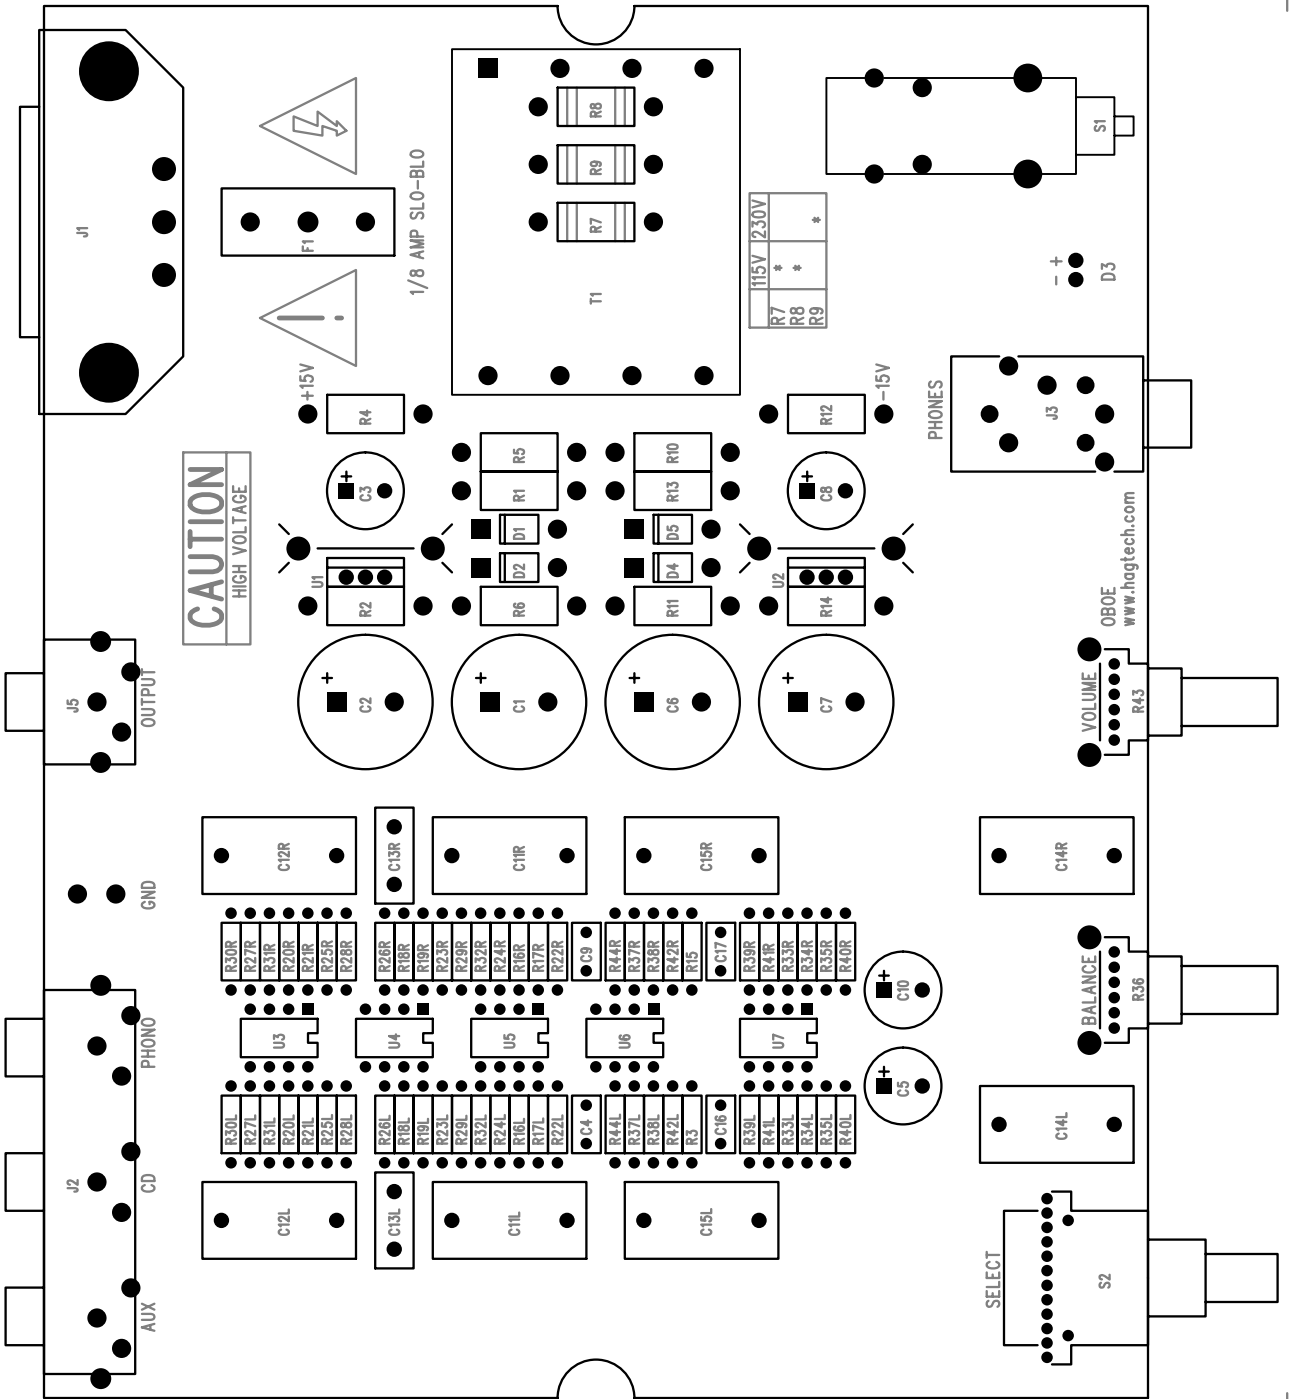 J1
F1
1/8 AMP SLO-BLO
R8
R9
R7
T1
115V 230V
R7 *
R8 *
R9 *
S1
- +
D3
+15V
R4
R5
R10
R12
-15V
PHONES
J3
CAUTION
HIGH VOLTAGE
+
C3
R1
R13
+
C8
D1
D5
U1
D2
D4
U2
R2
R6
R11
R14
OBOE
www.hagtech.com
J5
OUTPUT
+
C2
+
C1
+
C6
+
C7
VOLUME
R43
C12R
C13R
C11R
C15R
C14R
GND
R30R
R27R
R31R
R20R
R21R
R25R
R28R
R26R
R18R
R19R
R23R
R29R
R32R
R24R
R16R
R17R
R22R
C9
R44R
R37R
R38R
R42R
R15
C17
R39R
R41R
R33R
R34R
R35R
R40R
+
C10
BALANCE
R36
PHONO
U3
U4
U5
U6
U7
+
C5
R30L
R27L
R31L
R20L
R21L
R25L
R28L
R26L
R18L
R19L
R23L
R29L
R32L
R24L
R16L
R17L
R22L
C4
R44L
R37L
R38L
R42L
R3
C16
R39L
R41L
R33L
R34L
R35L
R40L
C14L
J2
CD
C12L
C13L
C11L
C15L
SELECT
S2
AUX